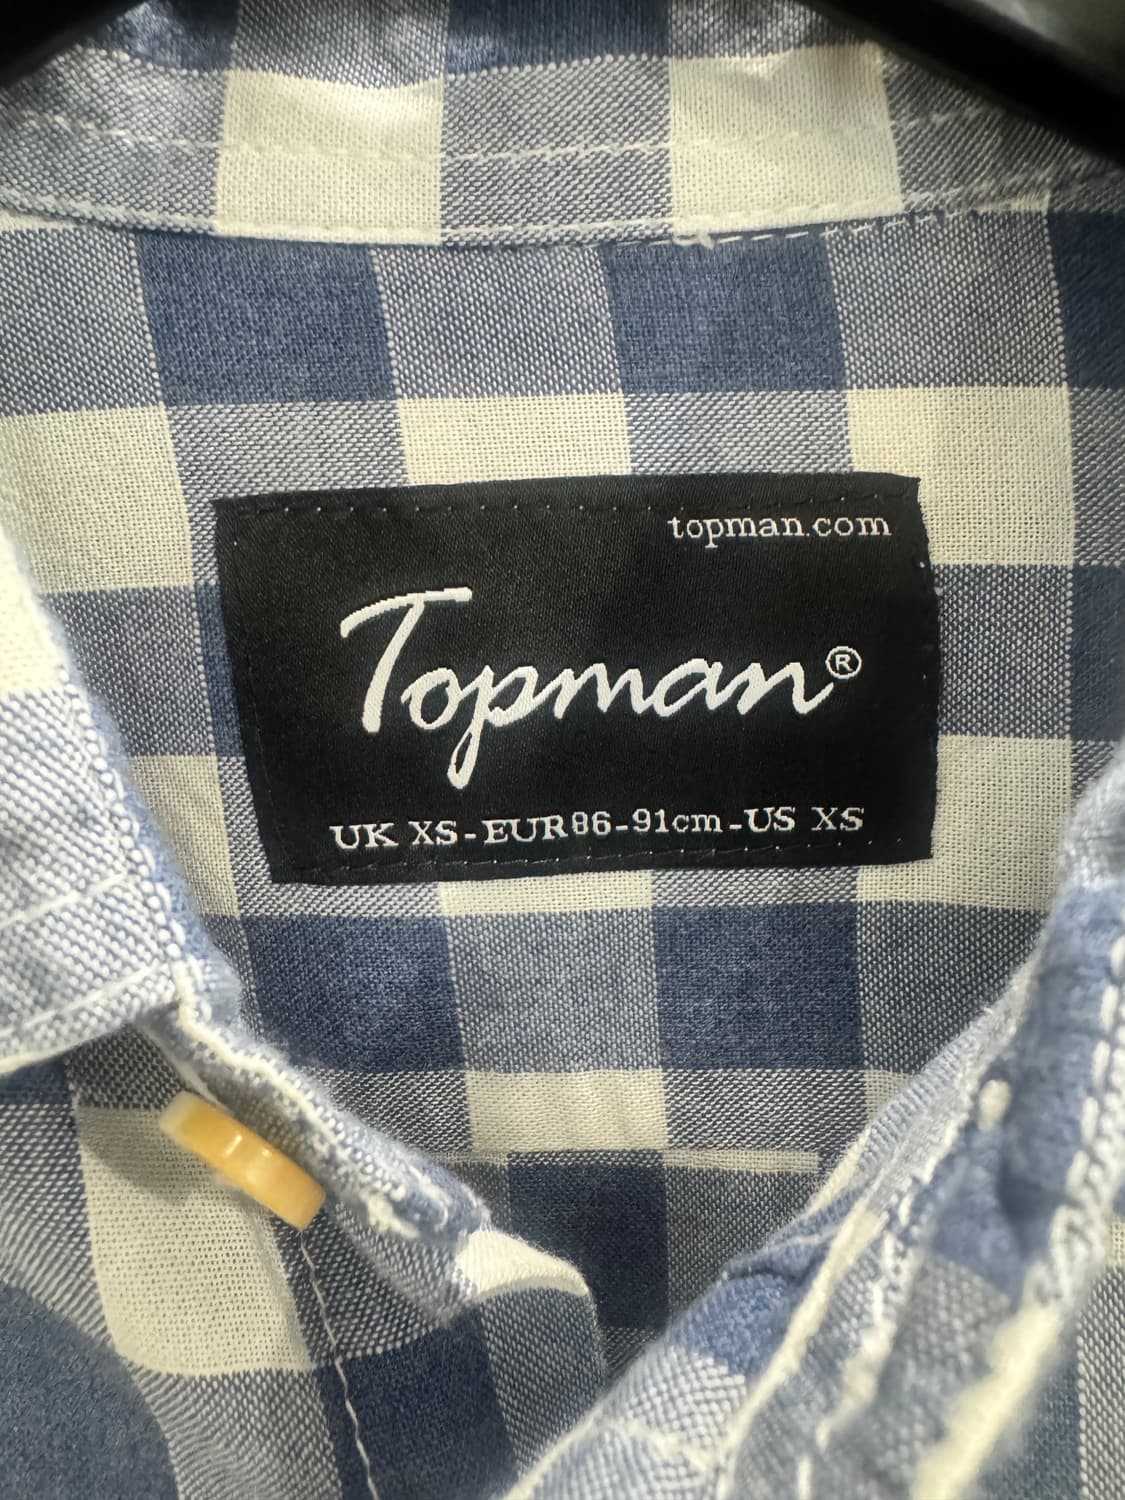 topman.com
Topman®
UK XS-EUR86-91cm-US XS